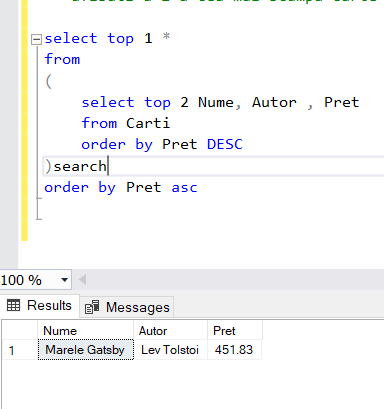 select top 1 *
from
(
select top 2 Nume, Autor , Pret
from Carti
order by Pret DESC
)search
order by Pret asc
100 %
Results Messages
Nume Autor Pret
1 Marele Gatsby Lev Tolstoi 451.83